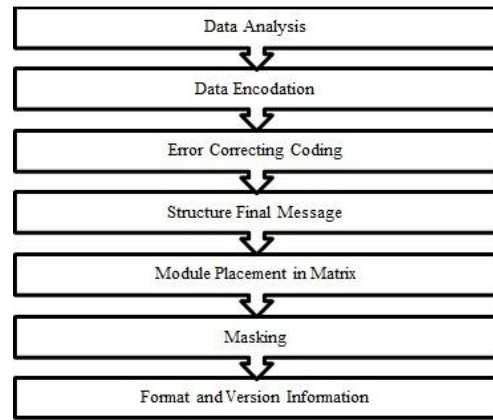 Data Analysis
Data Encodation
Error Correcting Coding
Structure Final Message
Module Placement in Matrix
Masking
Format and Version Information